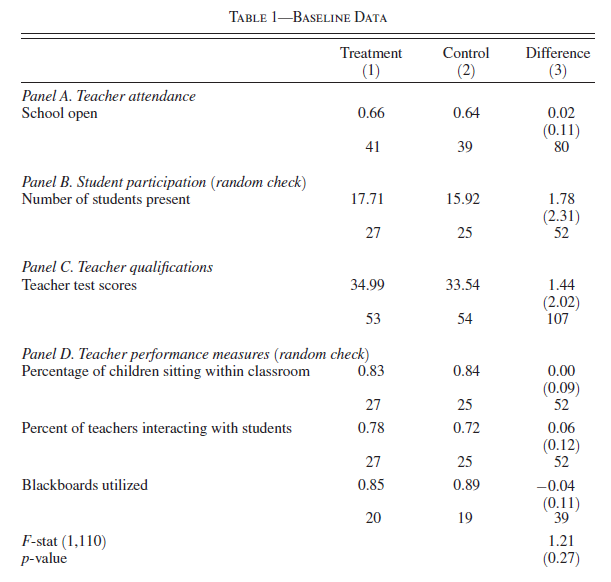 TABLE 1—BASELINE DATA
Treatment Control Difference
(1) (2) (3)
Panel A. Teacher attendance
School open 0.66 0.64 0.02
(0.11)
41 39 80
Panel B. Student participation (random check)
Number of students present 17.71 15.92 1.78
(2.31)
27 25 52
Panel C. Teacher qualifications
Teacher test scores 34.99 33.54 1.44
(2.02)
53 54 107
Panel D. Teacher performance measures (random check)
Percentage of children sitting within classroom 0.83 0.84 0.00
(0.09)
27 25 52
Percent of teachers interacting with students 0.78 0.72 0.06
(0.12)
27 25 52
Blackboards utilized 0.85 0.89 −0.04
(0.11)
20 19 39
F-stat (1,110) 1.21
p-value (0.27)